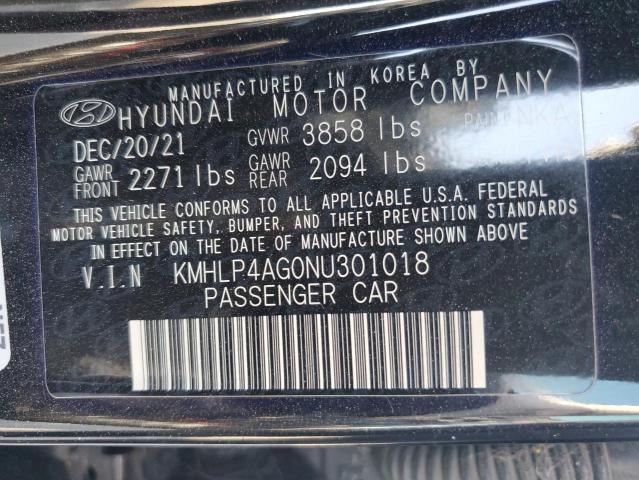 MANUFACTURED IN KOREA BY
HYUNDAI MOTOR COMPANY
DEC/20/21 GVWR 3858 lbs PAINT NKA
GAWR FRONT 2271 lbs GAWR REAR 2094 lbs
THIS VEHICLE CONFORMS TO ALL APPLICABLE U.S.A. FEDERAL
MOTOR VEHICLE SAFETY, BUMPER, AND THEFT PREVENTION STANDARDS
IN EFFECT ON THE DATE OF MANUFACTURE SHOWN ABOVE
V.I.N KMHLP4AG0NU301018
PASSENGER CAR